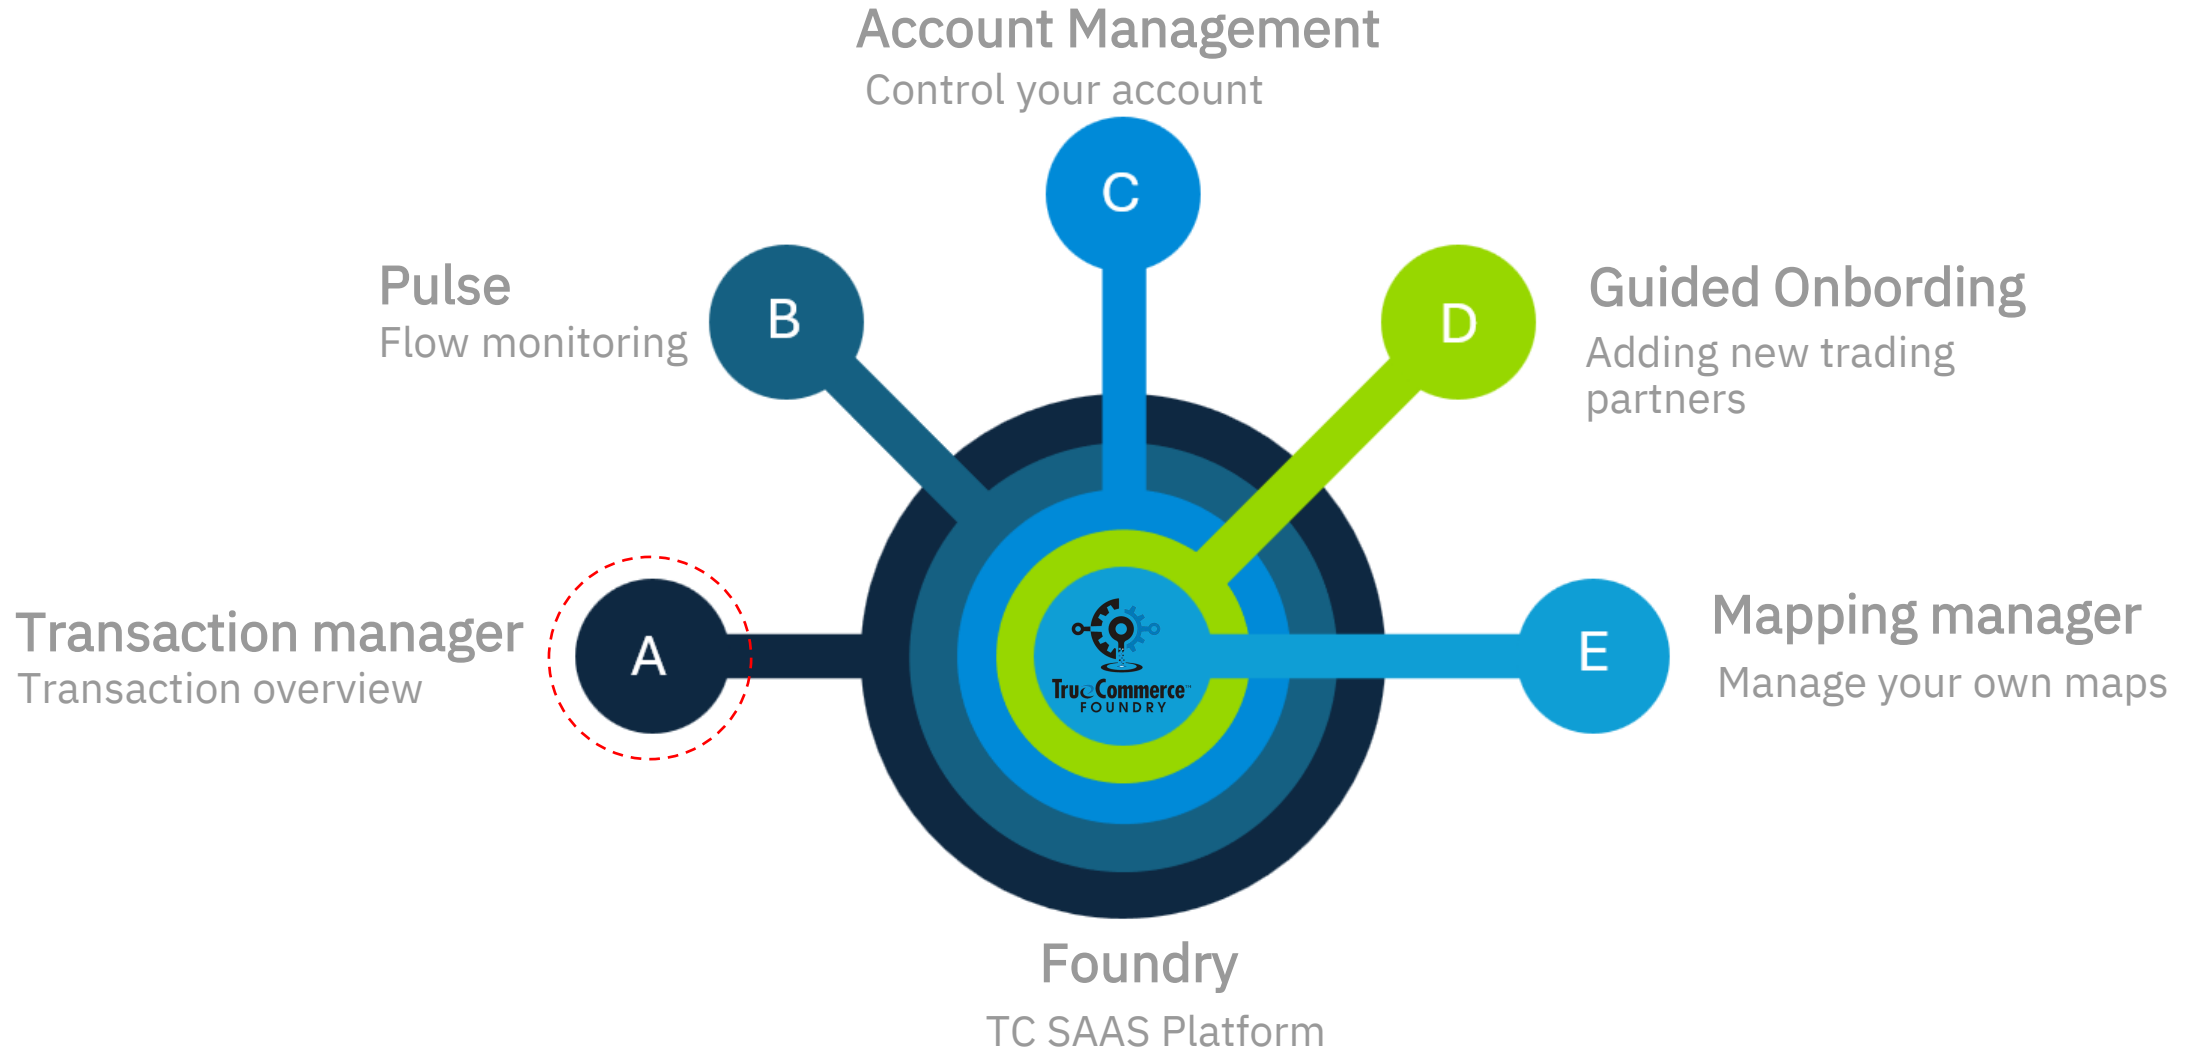 Account Management
Control your account
C
Pulse
Flow monitoring
B
D
Guided Onbording
Adding new trading
partners
Transaction manager
Transaction overview
A
TrueCommerce™
FOUNDRY
E
Mapping manager
Manage your own maps
Foundry
TC SAAS Platform